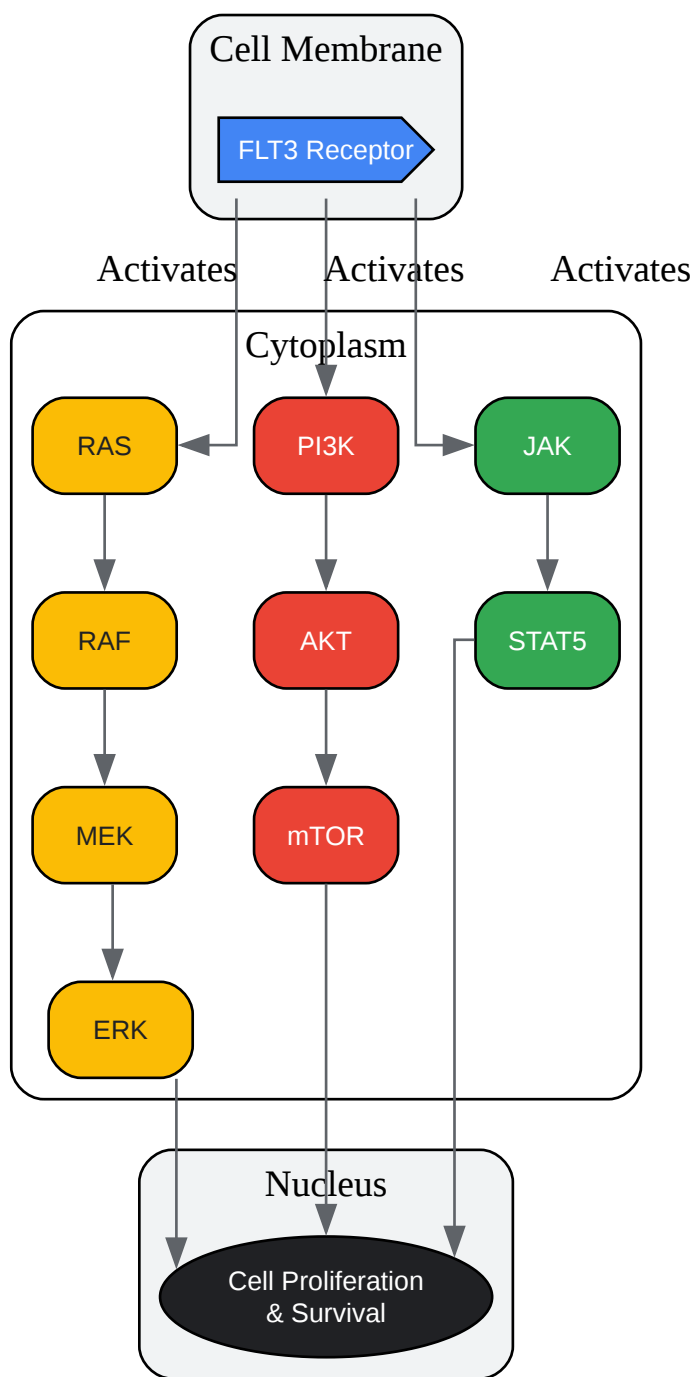 Cell Membrane
FLT3 Receptor
Activates
Activates
Activates
Cytoplasm
RAS
PI3K
JAK
RAF
AKT
STAT5
MEK
mTOR
ERK
Nucleus
Cell Proliferation
& Survival